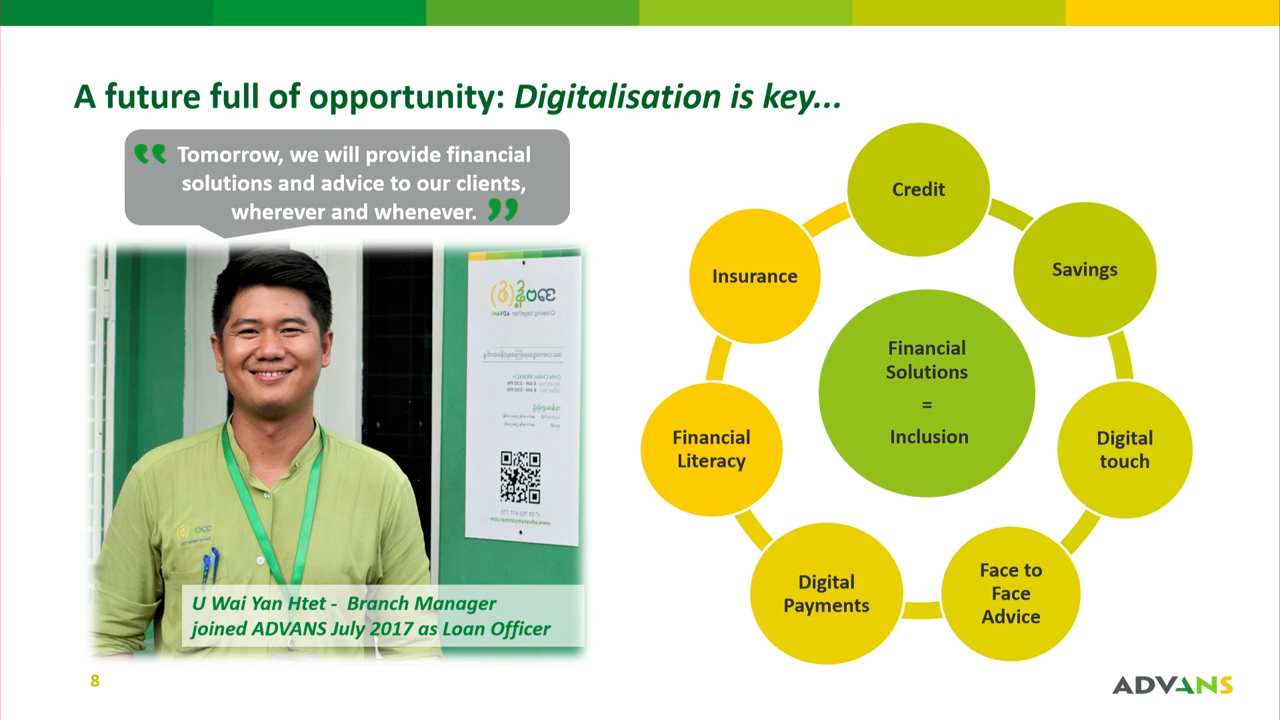 A future full of opportunity: Digitalisation is key...
Tomorrow, we will provide financial
solutions and advice to our clients,
wherever and whenever.
U Wai Yan Htet - Branch Manager
joined ADVANS July 2017 as Loan Officer
Credit
Savings
Digital
touch
Face to
Face
Advice
Digital
Payments
Financial
Literacy
Insurance
Financial
Solutions
=
Inclusion
8
ADVANS